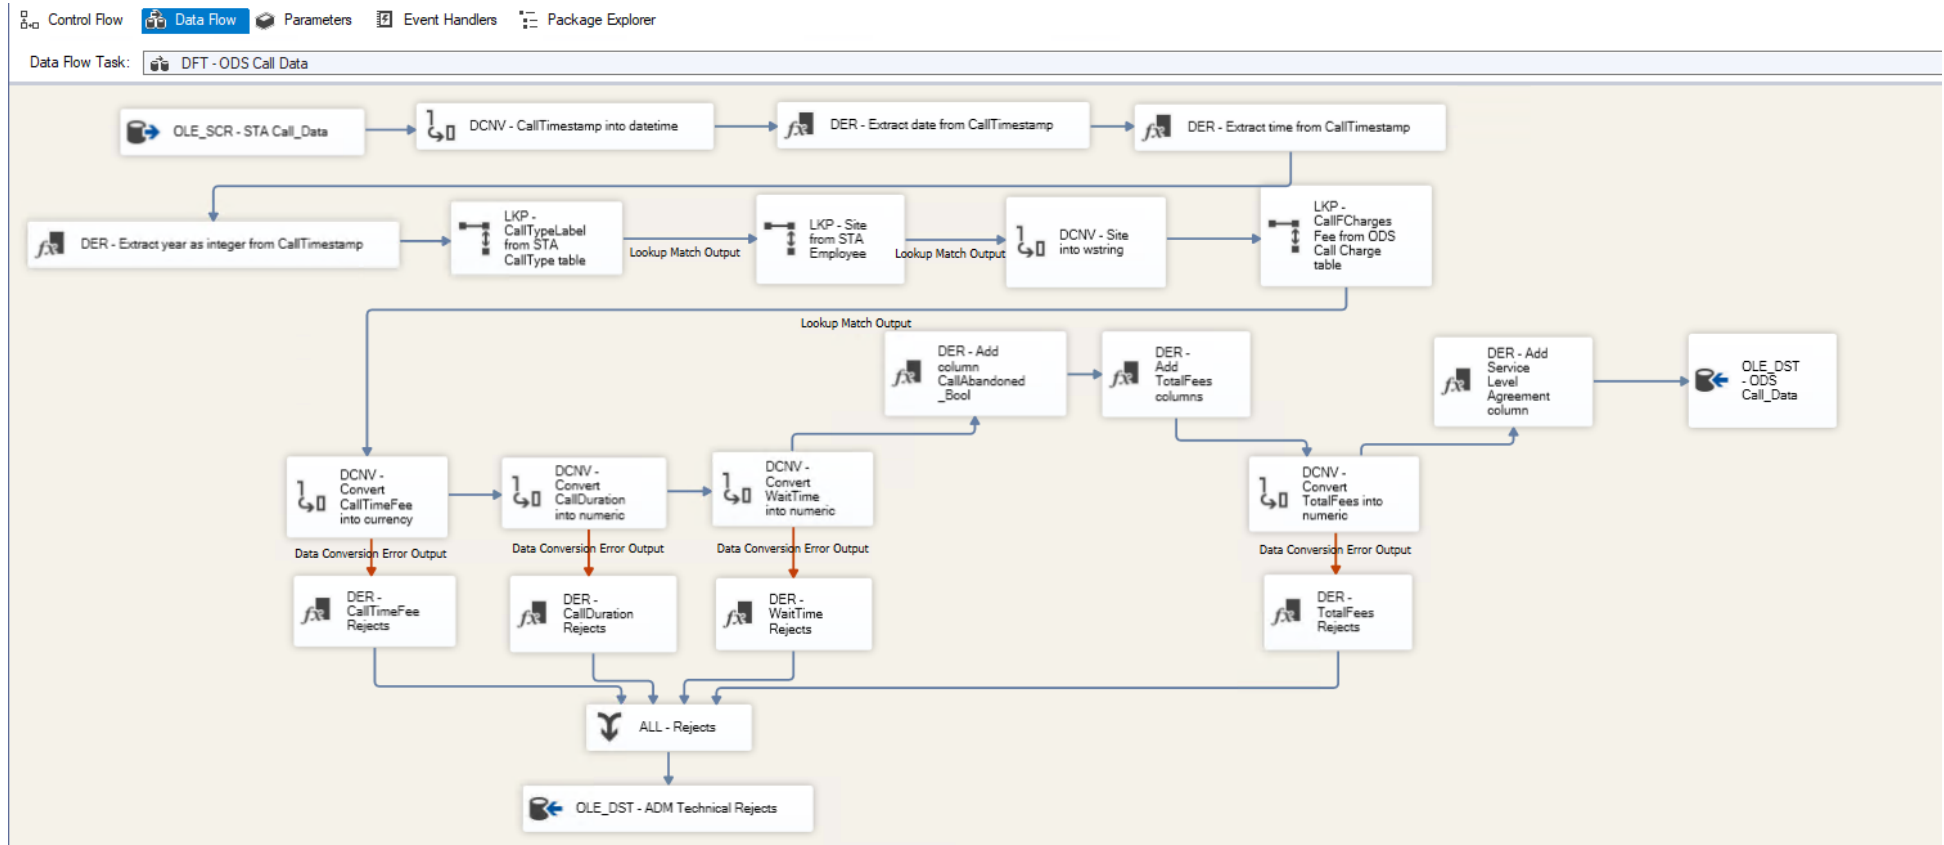 Control Flow
Data Flow
Parameters
Event Handlers
Package Explorer
Data Flow Task:
DFT - ODS Call Data
OLE_SCR - STA Call_Data
DCNV - CallTimestamp into datetime
DER - Extract date from CallTimestamp
DER - Extract time from CallTimestamp
DER - Extract year as integer from CallTimestamp
LKP -
CallTypeLabel
from STA
CallType table
Lookup Match Output
LKP - Site
from STA
Employee
Lookup Match Output
DCNV - Site
into wstring
LKP -
CallFCharges
Fee from ODS
Call Charge
table
Lookup Match Output
DER - Add
column
CallAbandoned
_Bool
DER -
Add
TotalFees
columns
DER - Add
Service
Level
Agreement
column
OLE_DST
- ODS
Call_Data
DCNV -
Convert
CallTimeFee
into currency
DCNV -
Convert
CallDuration
into numeric
DCNV -
Convert
WaitTime
into numeric
DCNV -
Convert
TotalFees into
numeric
Data Conversion Error Output
Data Conversion Error Output
Data Conversion Error Output
Data Conversion Error Output
DER -
CallTimeFee
Rejects
DER -
CallDuration
Rejects
DER -
WaitTime
Rejects
DER -
TotalFees
Rejects
ALL - Rejects
OLE_DST - ADM Technical Rejects